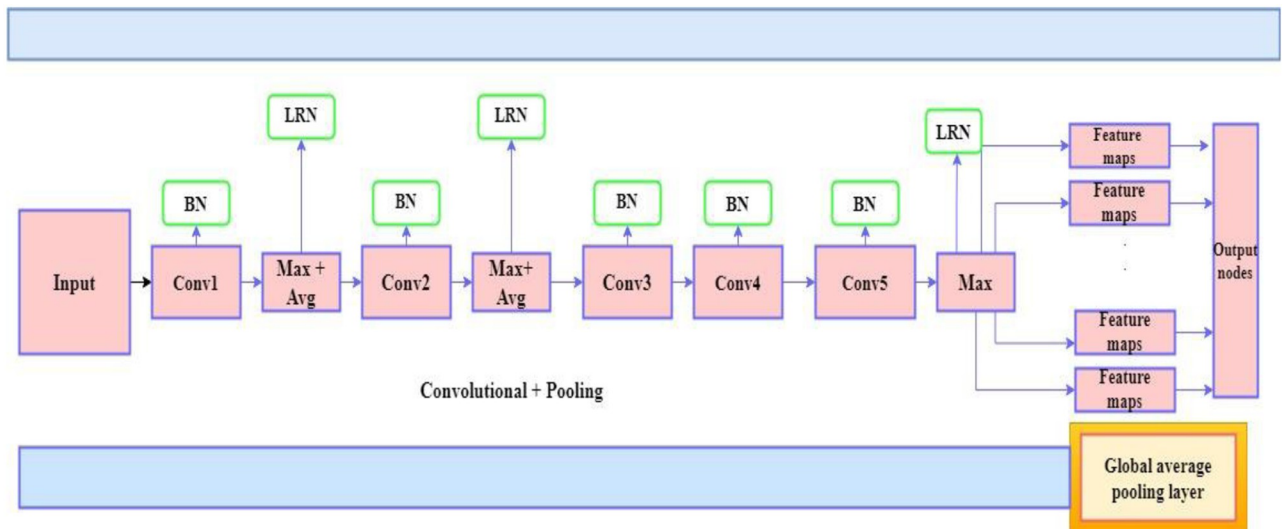 LRN
LRN
LRN
BN
BN
BN
BN
BN
Input
Conv1
Max +
Avg
Conv2
Max+
Avg
Conv3
Conv4
Conv5
Max
Feature
maps
Feature
maps
.
.
Feature
maps
Feature
maps
Output
nodes
Convolutional + Pooling
Global average
pooling layer